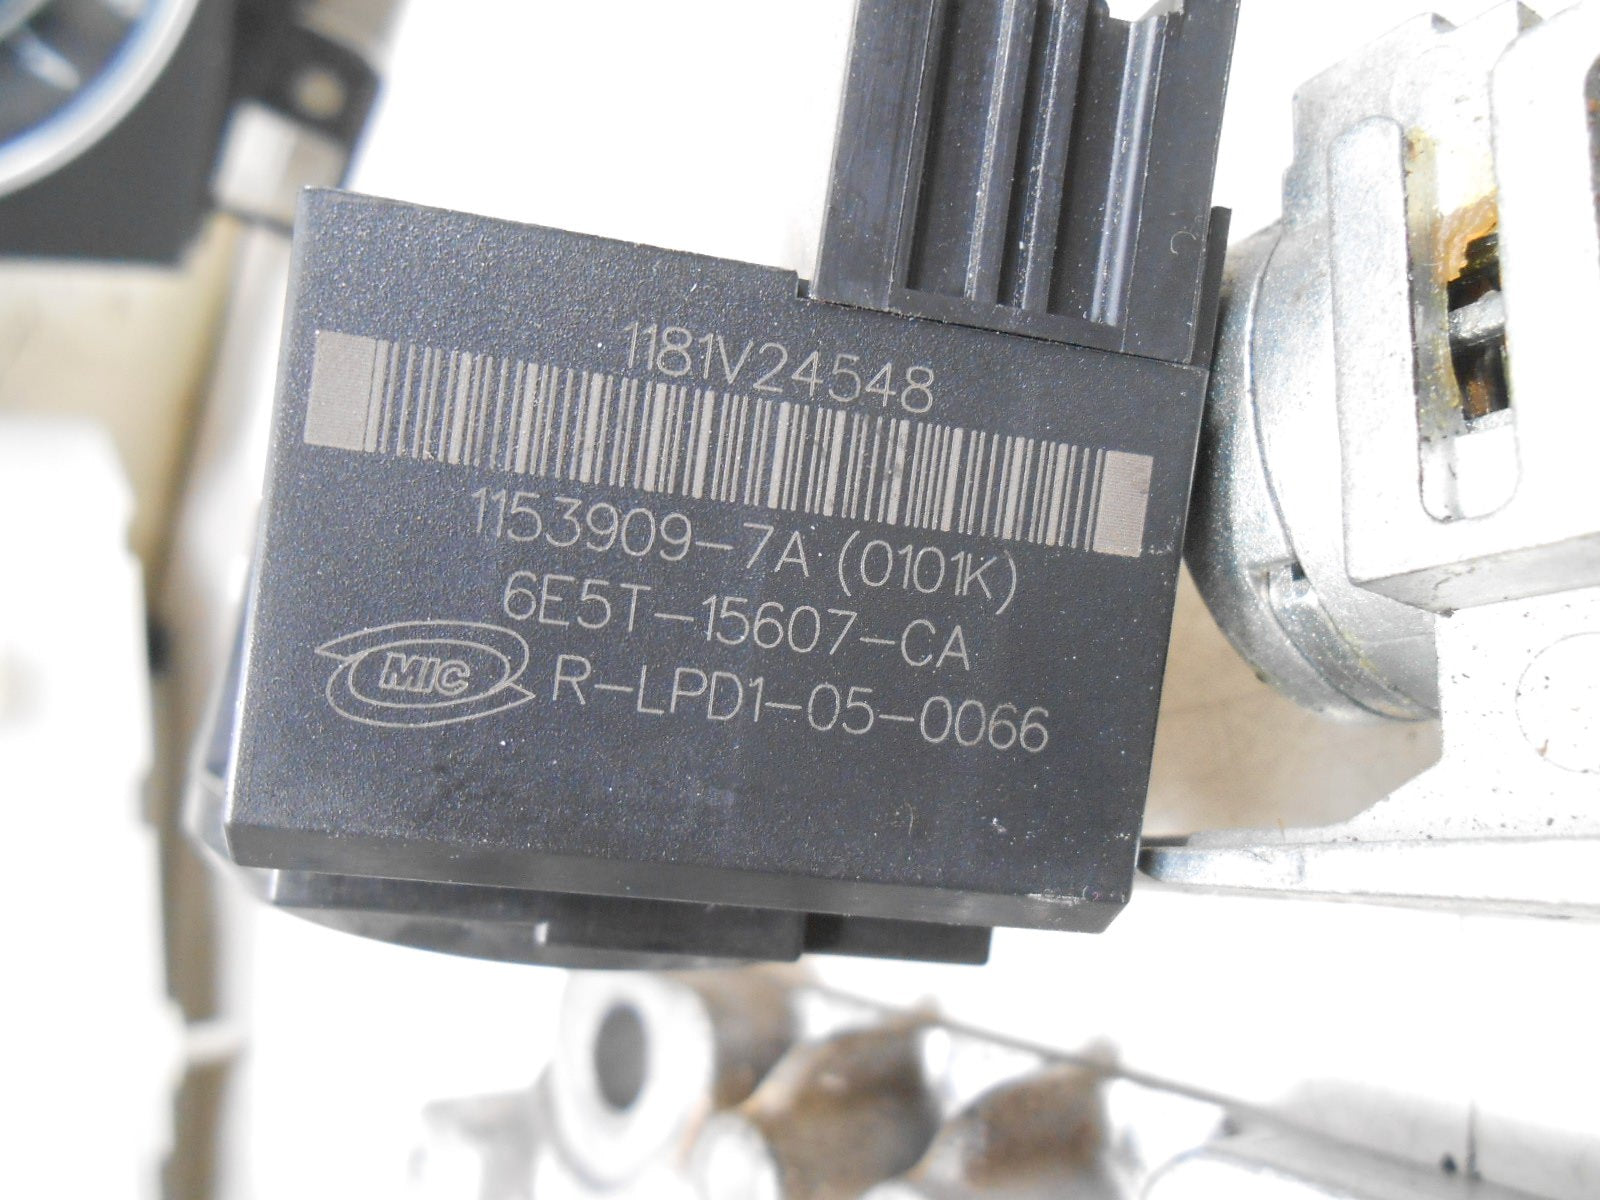 1181V24548
1153909-7A (0101K)
6E5T-15607-CA
MIC R-LPD1-05-0066